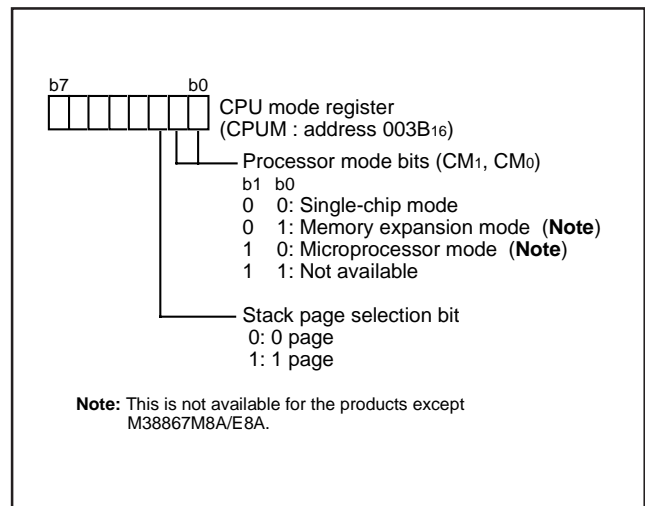 b7 b0
CPU mode register
(CPUM : address 003B16)
Processor mode bits (CM1, CM0)
b1 b0
0 0: Single-chip mode
0 1: Memory expansion mode (Note)
1 0: Microprocessor mode (Note)
1 1: Not available
Stack page selection bit
0: 0 page
1: 1 page
Note: This is not available for the products except
M38867M8A/E8A.